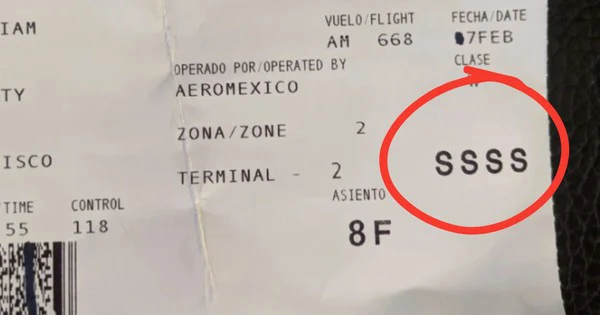 IAM
VUELO/FLIGHT
FECHA/DATE
AM 668
7FEB
OPERADO POR/OPERATED BY
CLASE
TY
AEROMEXICO
ZONA/ZONE 2
ISCO
SSSS
TERMINAL - 2
ASIENTO
TIME
CONTROL
55
118
8F